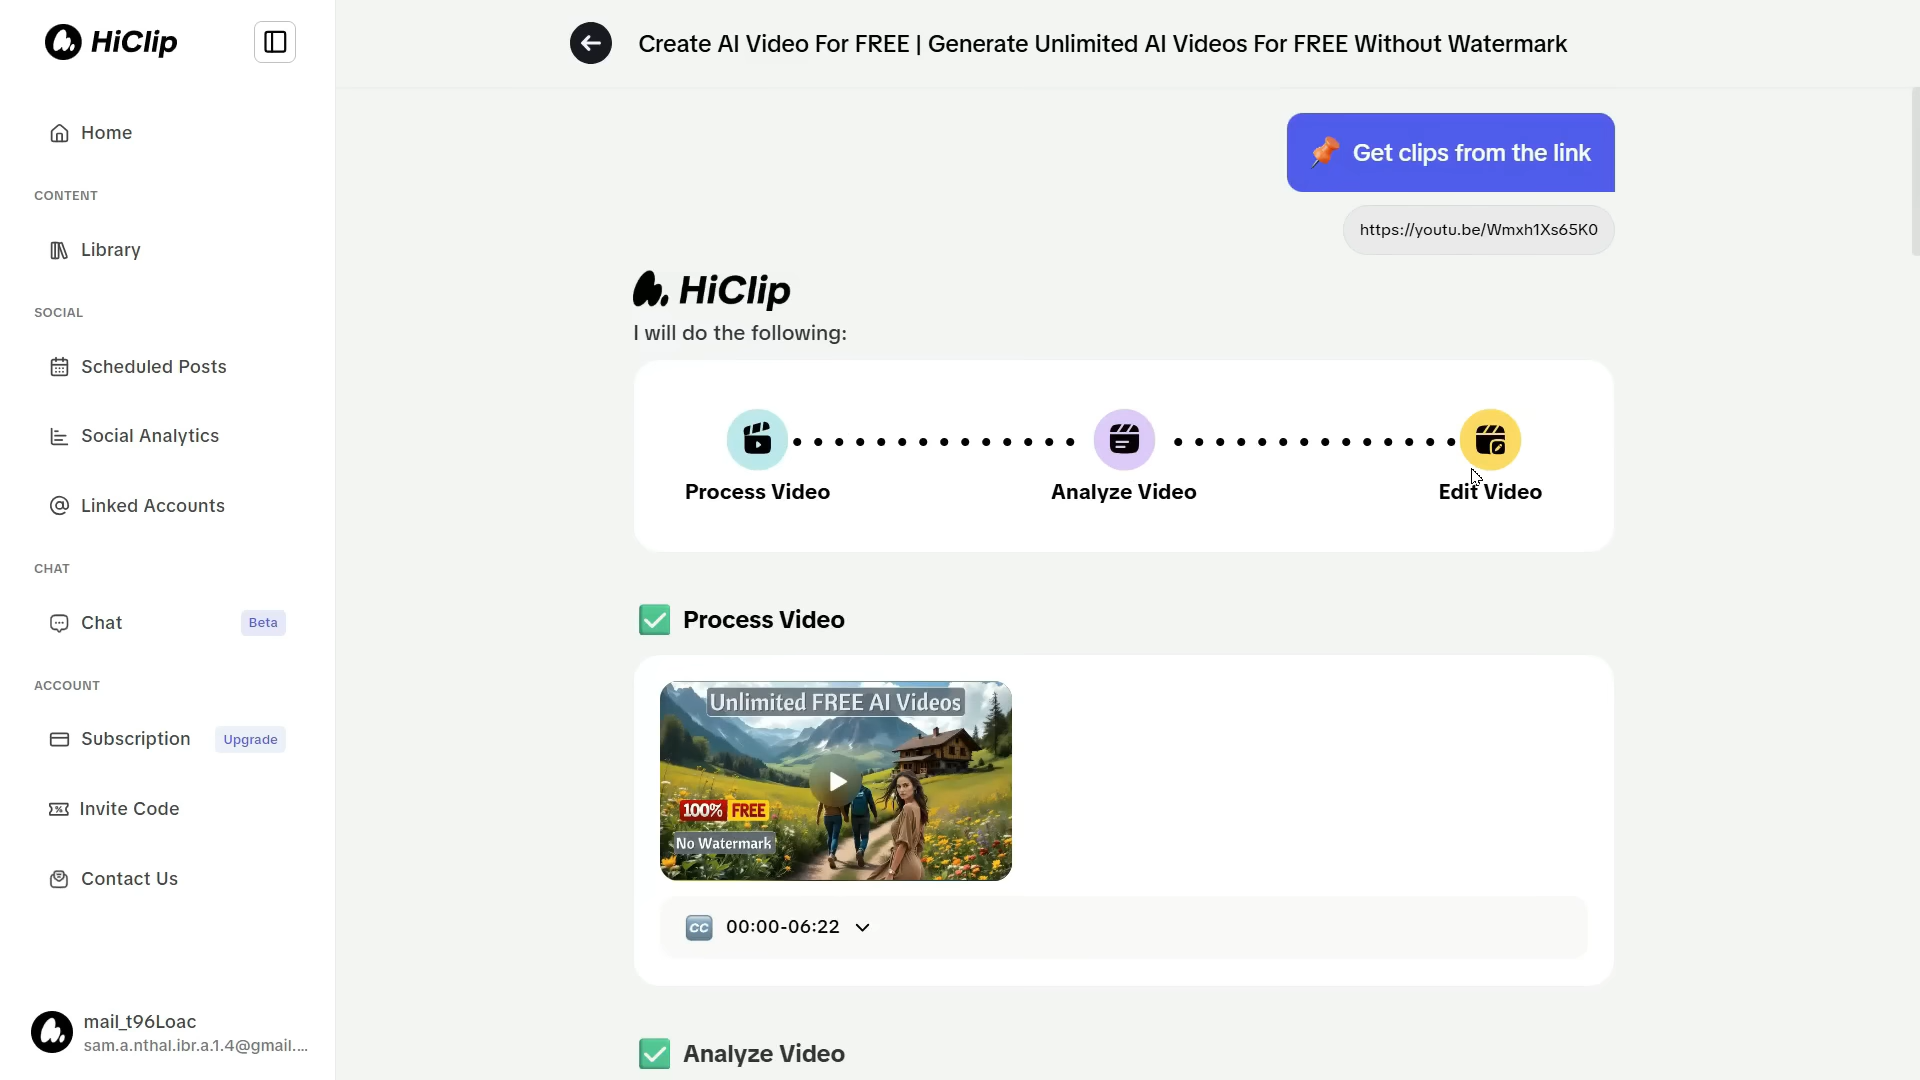 HiClip
Home
CONTENT
Library
SOCIAL
Scheduled Posts
Social Analytics
Linked Accounts
CHAT
Chat
Beta
ACCOUNT
Subscription
Upgrade
Invite Code
Contact Us
mail_t96Loac
sam.a.nthal.ibr.a.1.4@gmail....
Create AI Video For FREE | Generate Unlimited AI Videos For FREE Without Watermark
Get clips from the link
https://youtu.be/Wmxh1Xs65K0
HiClip
I will do the following:
Process Video
Analyze Video
Edit Video
Process Video
Unlimited FREE AI Videos
100% FREE
No Watermark
CC 00:00-06:22
Analyze Video